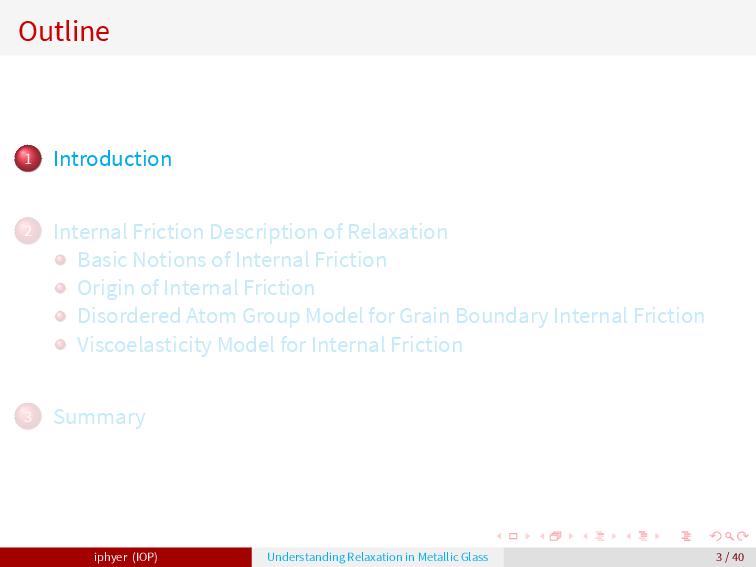 Outline
1 Introduction
2 Internal Friction Description of Relaxation
Basic Notions of Internal Friction
Origin of Internal Friction
Disordered Atom Group Model for Grain Boundary Internal Friction
Viscoelasticity Model for Internal Friction
3 Summary
iphyer (IOP) Understanding Relaxation in Metallic Glass 3 / 40